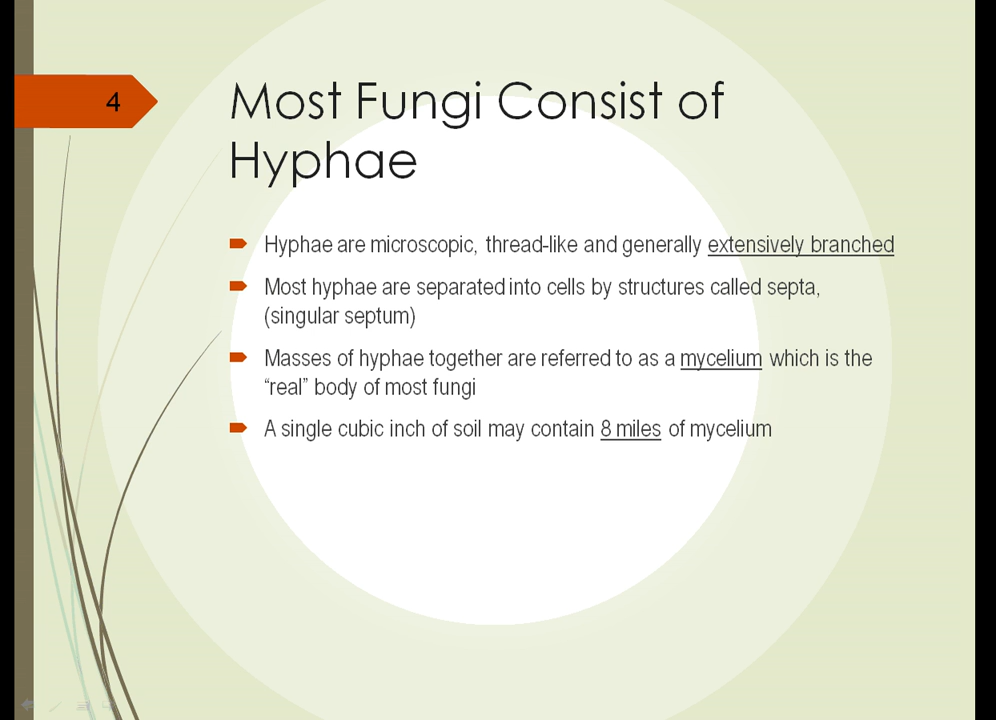 4
Most Fungi Consist of
Hyphae
Hyphae are microscopic, thread-like and generally extensively branched
Most hyphae are separated into cells by structures called septa,
(singular septum)
Masses of hyphae together are referred to as a mycelium which is the
“real” body of most fungi
A single cubic inch of soil may contain 8 miles of mycelium